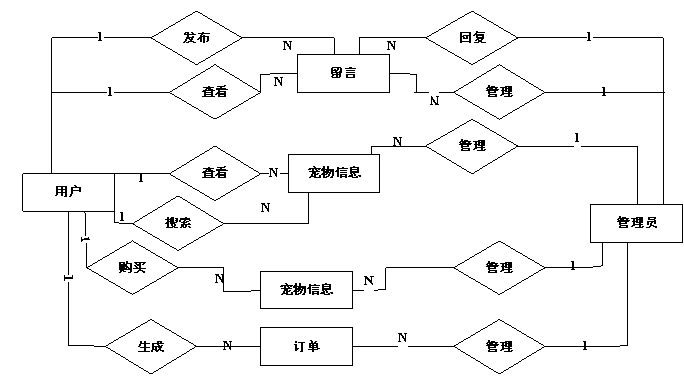 1 发布 N N 回复 1
留言
1 查看 N N 管理 1
1 查看 N 宠物信息 N 管理 1
用户
1 搜索 N
管理员
1 购买 N 宠物信息 N 管理 1
1
生成 N 订单 N 管理 1